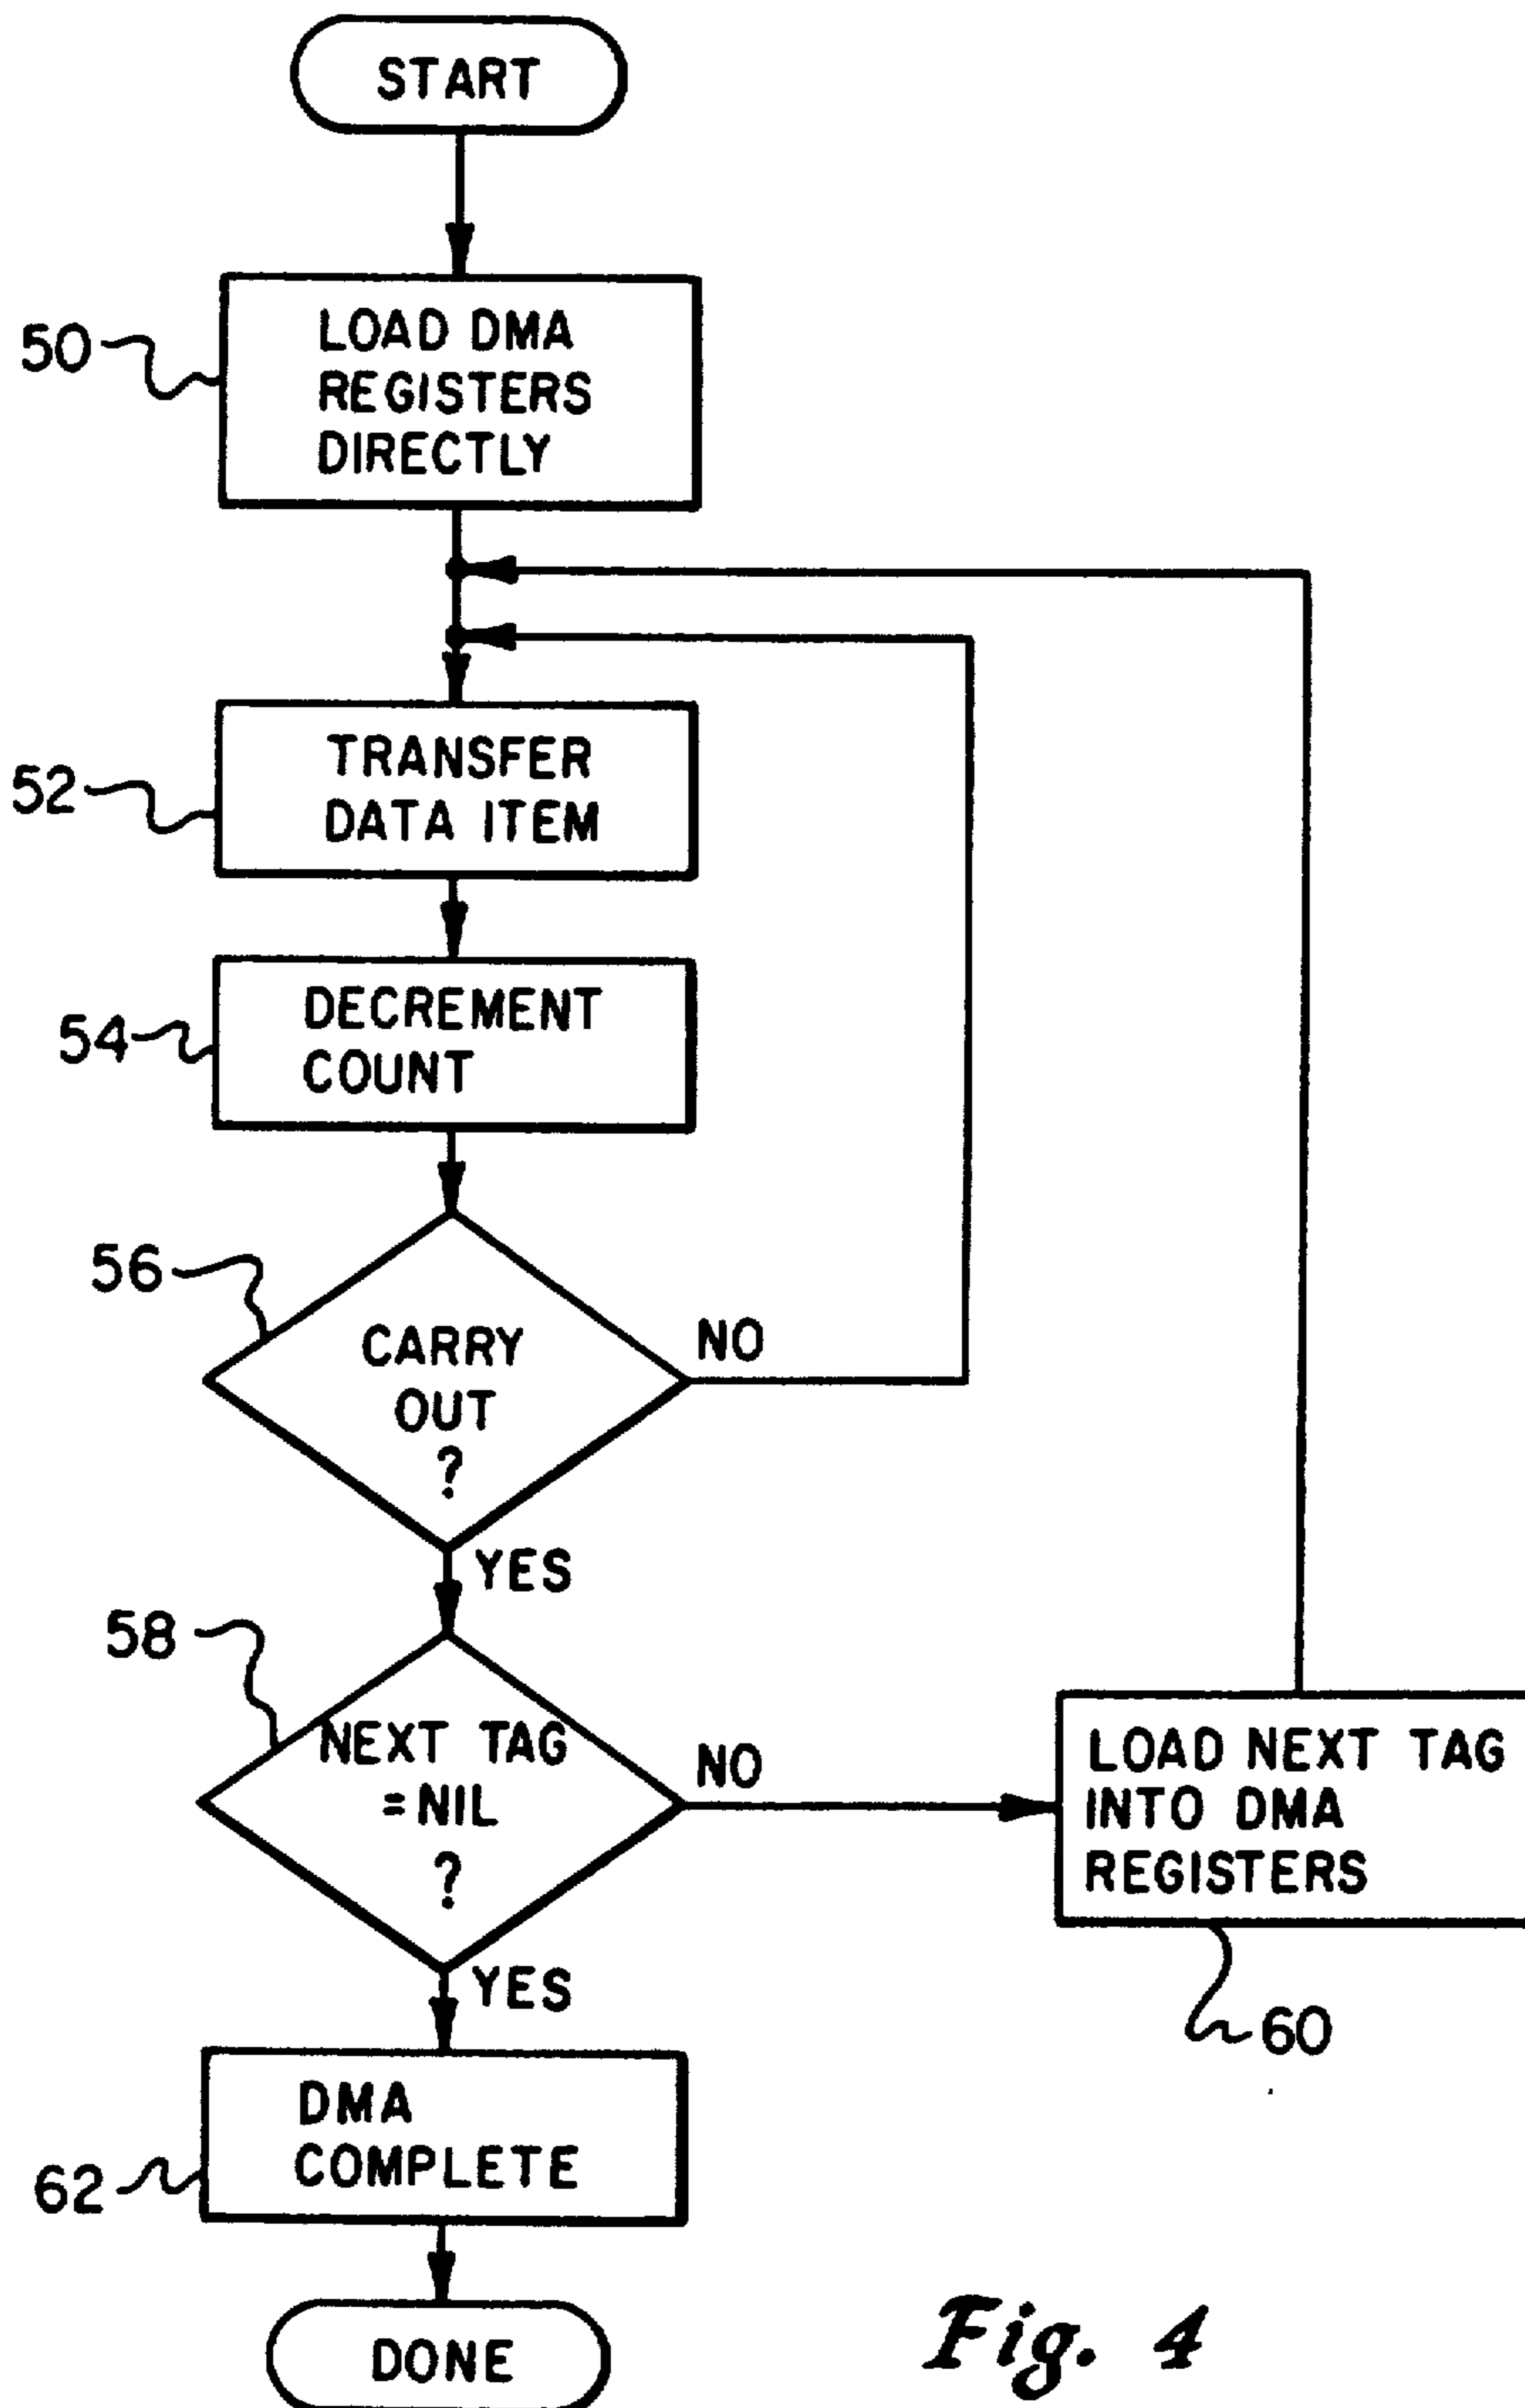 START
50
LOAD DMA
REGISTERS
DIRECTLY
52
TRANSFER
DATA ITEM
54
DECREMENT
COUNT
56
CARRY
OUT
?
NO
YES
58
NEXT TAG
=NIL
?
NO
LOAD NEXT TAG
INTO DMA
REGISTERS
60
YES
62
DMA
COMPLETE
DONE
Fig. 4